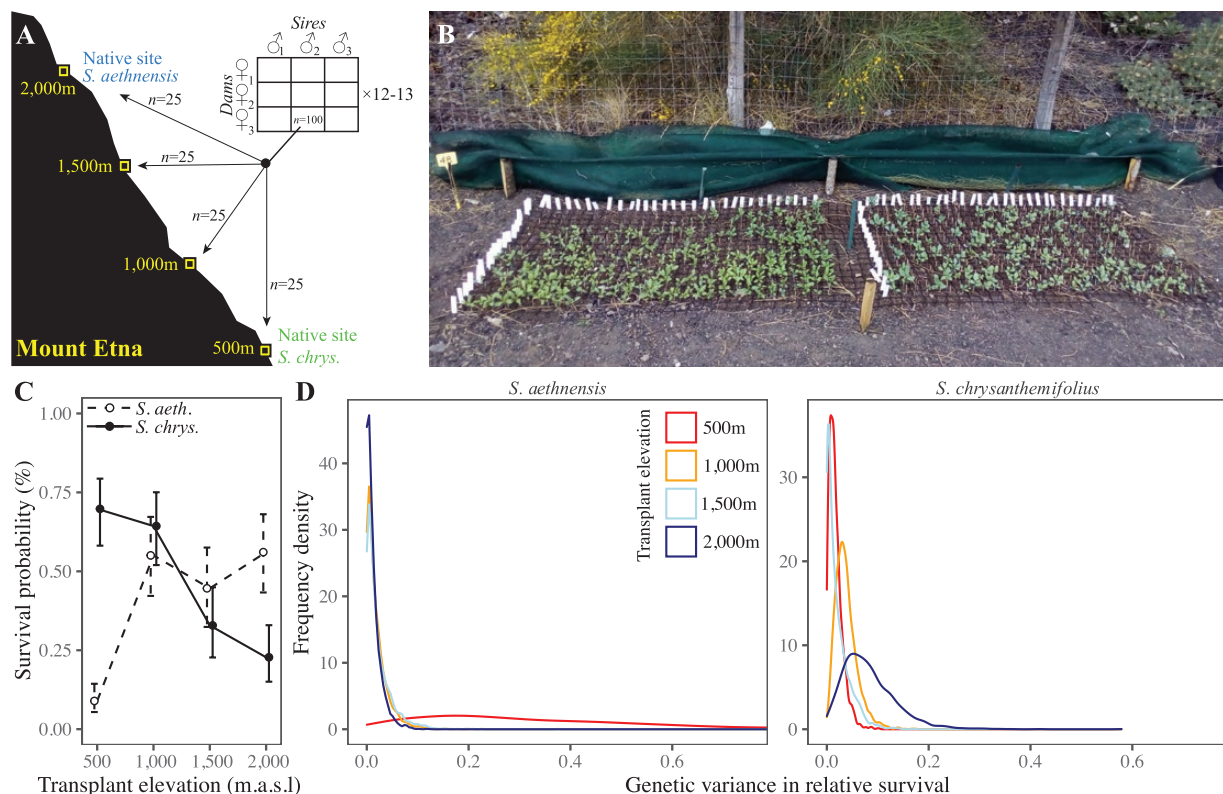 A
Sires
♂1 ♂2 ♂3
Dams
♀1
♀2
♀3
n=100
×12-13
Native site
S. aethnensis
2,000m
n=25
1,500m
n=25
n=25
1,000m
n=25
Native site
S. chrys.
500m
Mount Etna
B
C
S. aeth.
S. chrys.
Survival probability (%)
1.00
0.75
0.50
0.25
0.00
500 1,000 1,500 2,000
Transplant elevation (m.a.s.l)
D
S. aethnensis
S. chrysanthemifolius
Frequency density
40
30
20
10
0
Transplant elevation
500m
1,000m
1,500m
2,000m
30
20
10
0
0.0 0.2 0.4 0.6
0.0 0.2 0.4 0.6
Genetic variance in relative survival